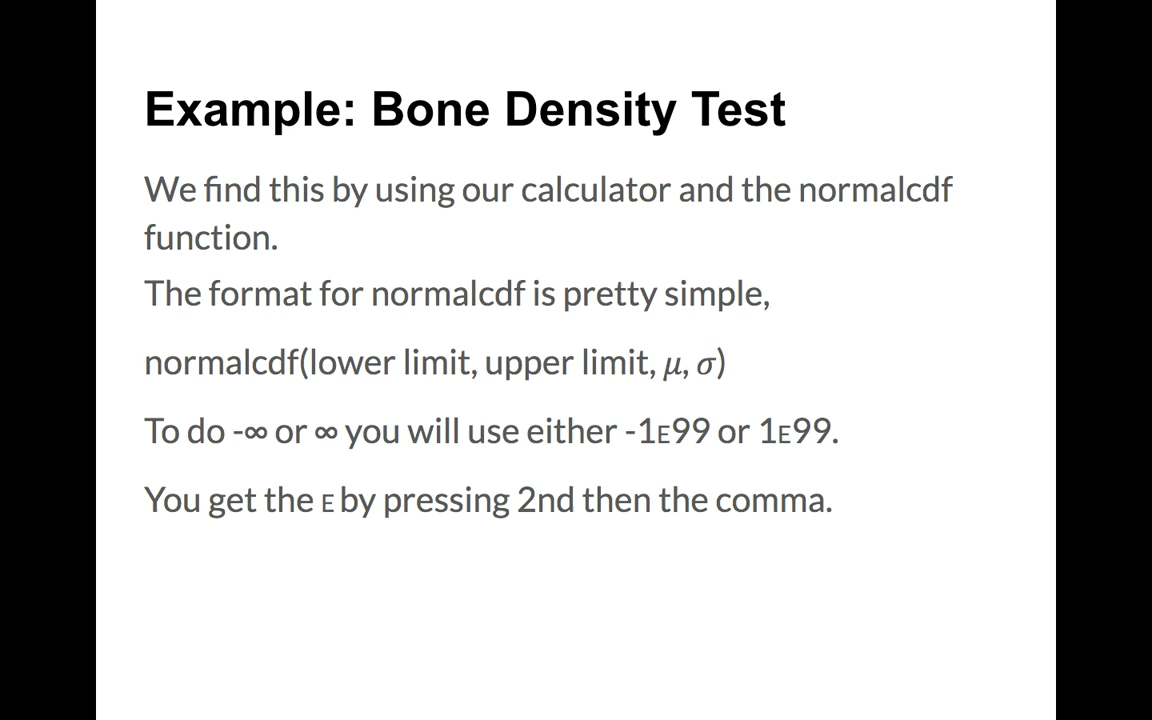 Example: Bone Density Test
We find this by using our calculator and the normalcdf
function.
The format for normalcdf is pretty simple,
normalcdf(lower limit, upper limit, μ, σ)
To do -∞ or ∞ you will use either -1E99 or 1E99.
You get the E by pressing 2nd then the comma.